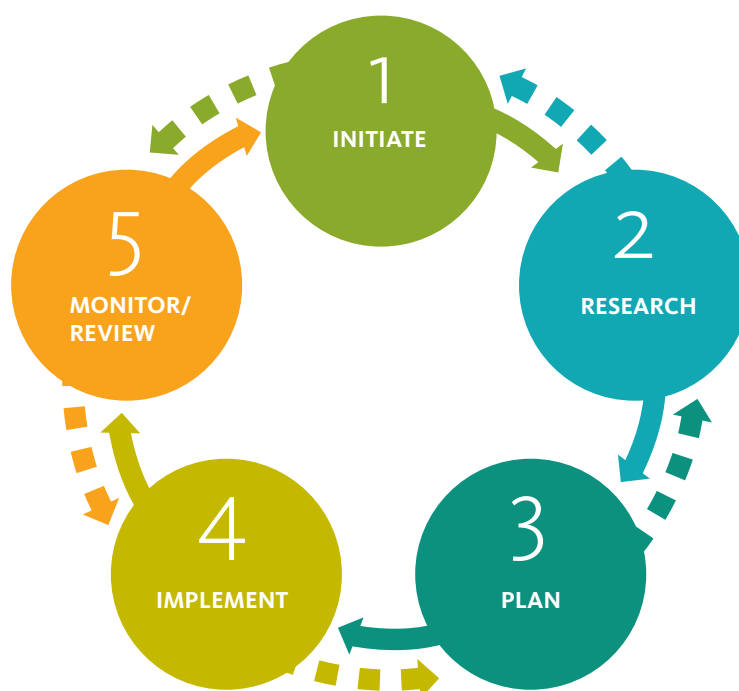 1
INITIATE
2
RESEARCH
3
PLAN
4
IMPLEMENT
5
MONITOR/
REVIEW